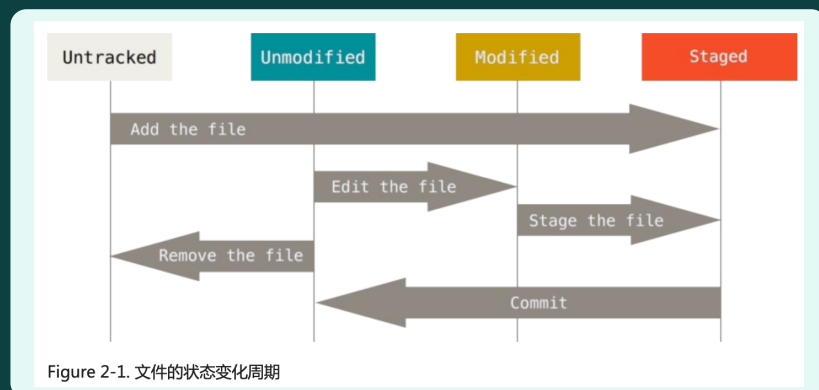 Untracked
Unmodified
Modified
Staged
Add the file
Edit the file
Stage the file
Remove the file
Commit
Figure 2-1. 文件的状态变化周期